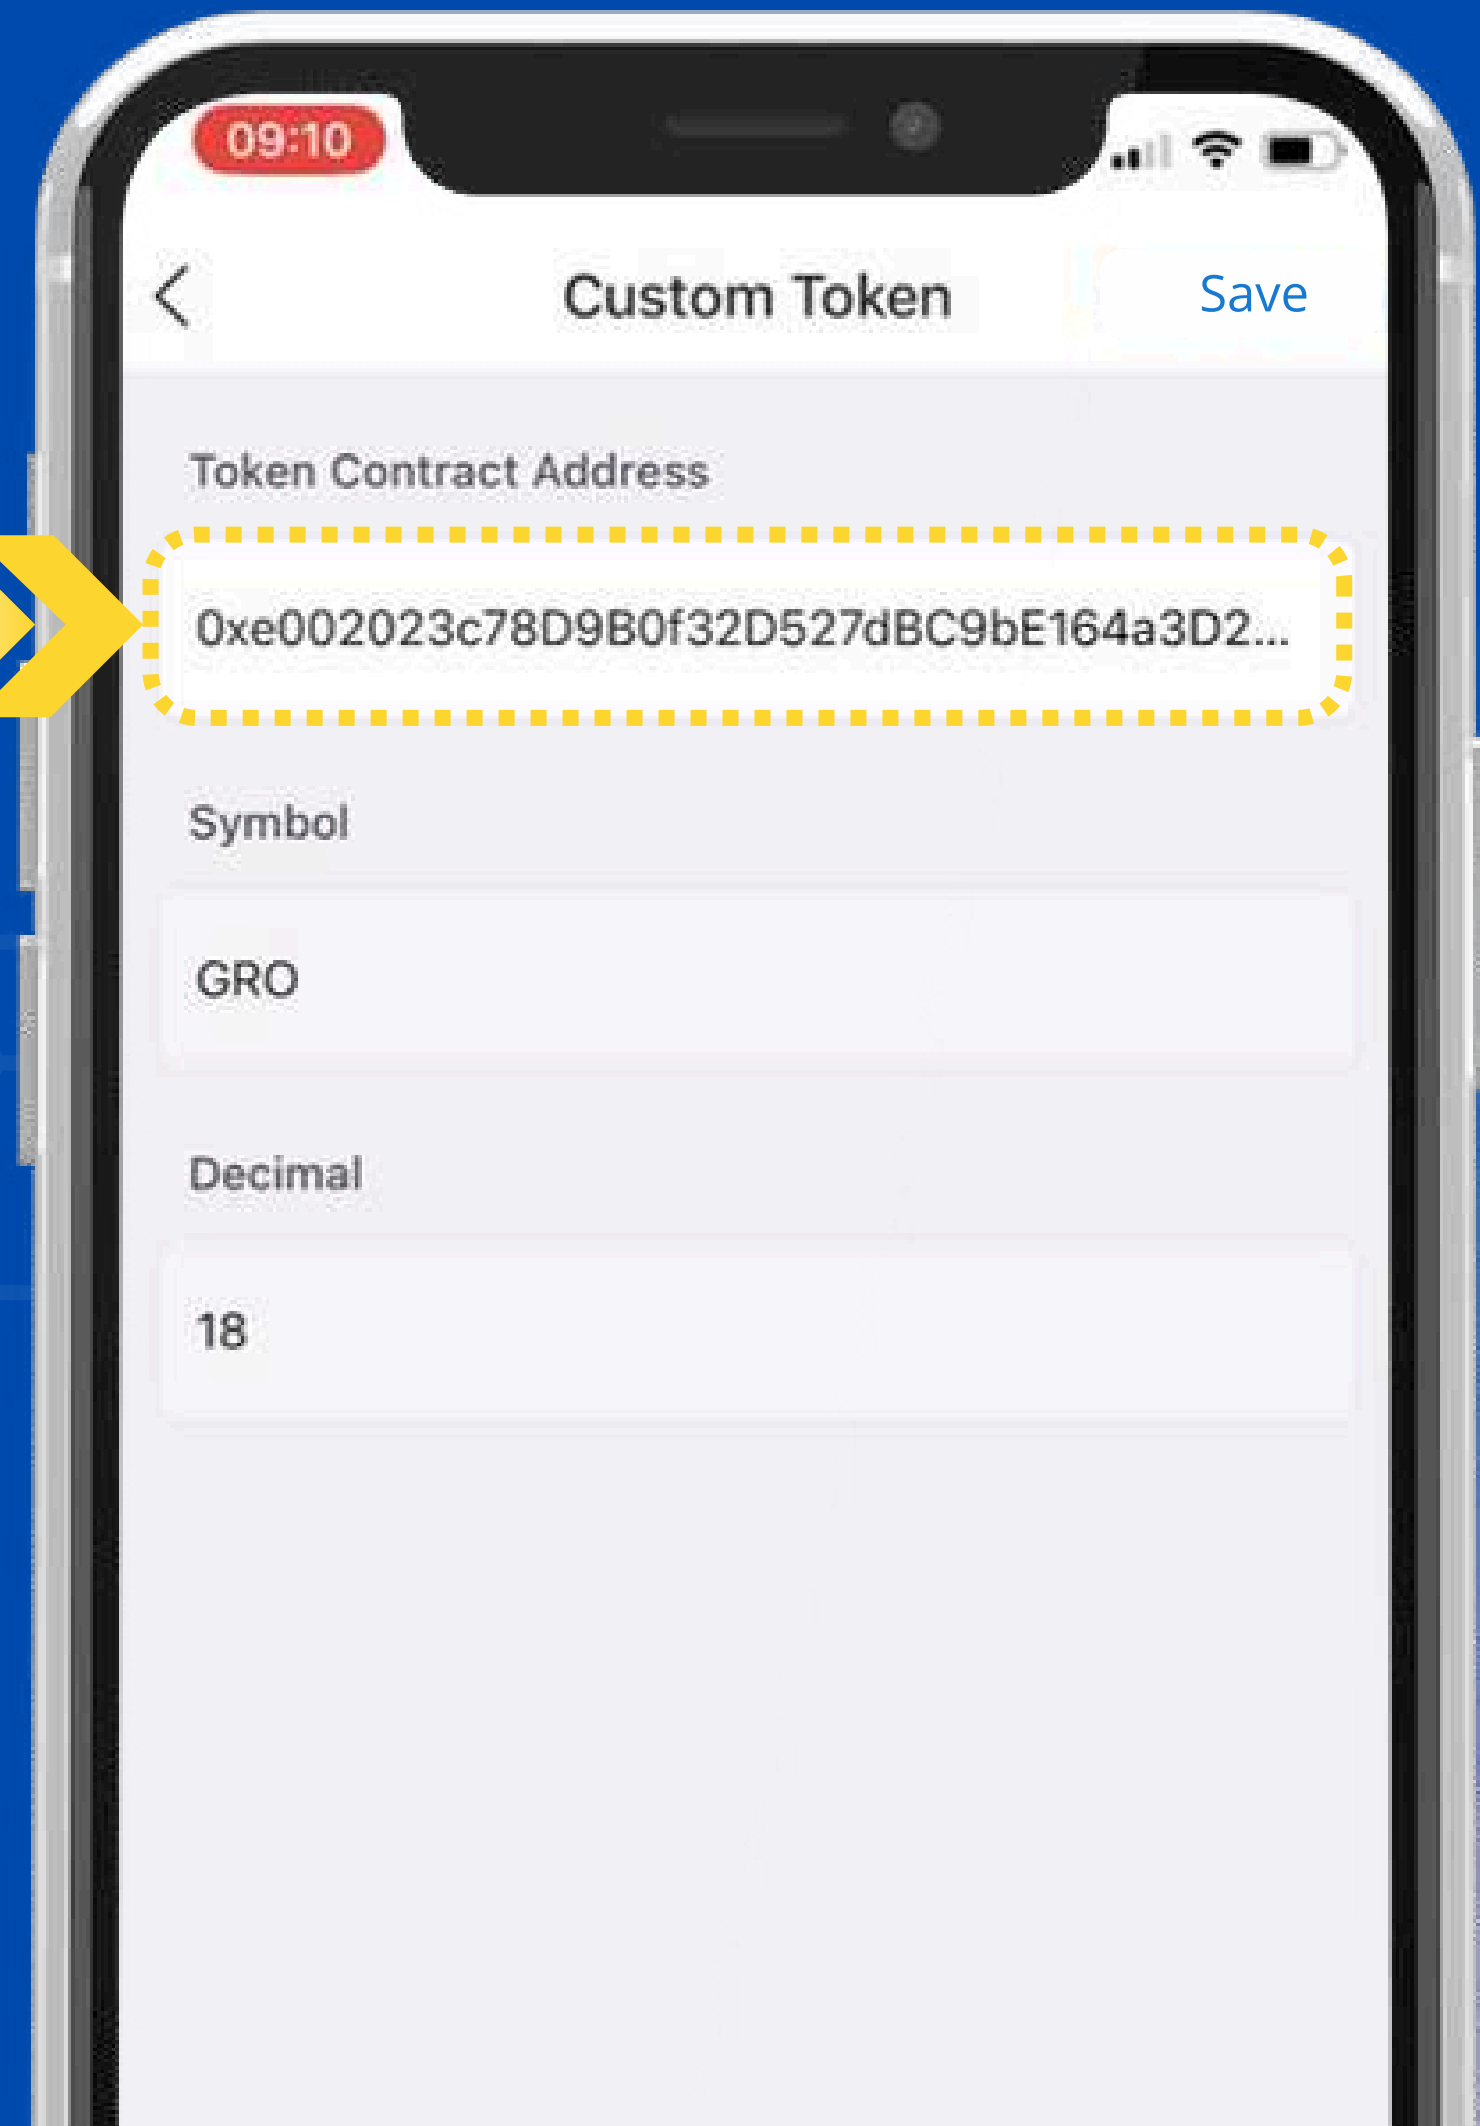 09:10
Custom Token
Save
Token Contract Address
0xe002023c78D9B0f32D527dBC9bE164a3D2...
Symbol
GRO
Decimal
18